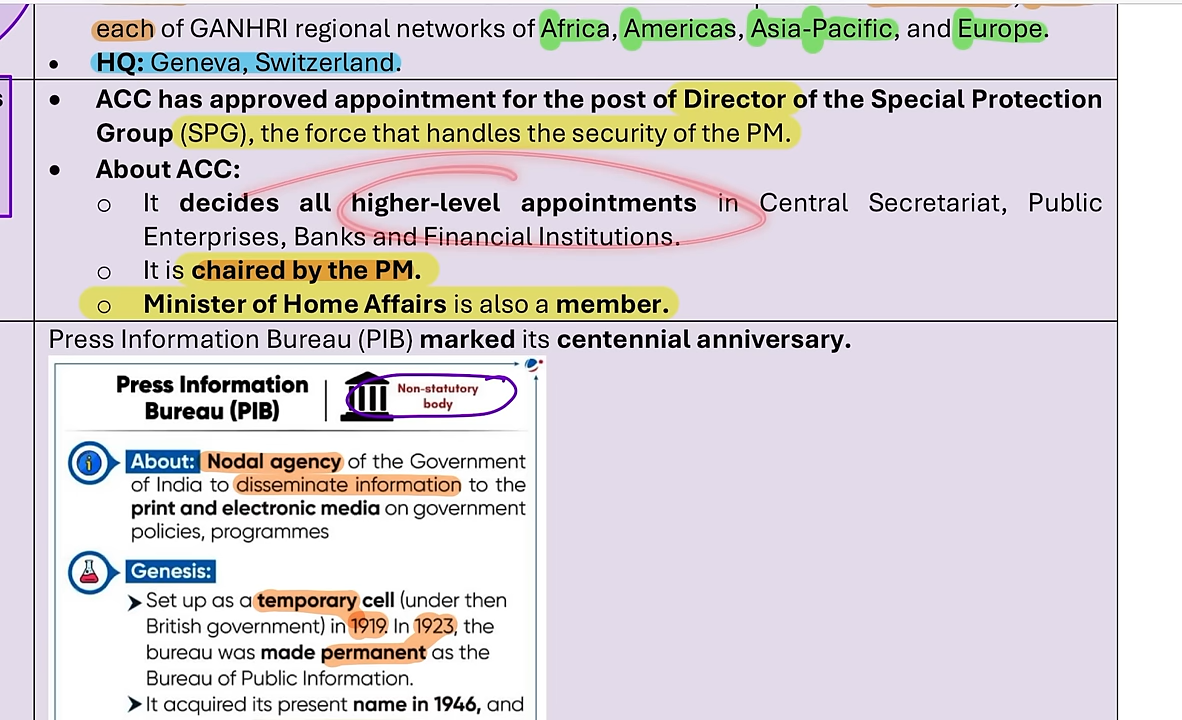 each of GANHRI regional networks of Africa, Americas, Asia-Pacific, and Europe.
• HQ: Geneva, Switzerland.
• ACC has approved appointment for the post of Director of the Special Protection
Group (SPG), the force that handles the security of the PM.
• About ACC:
o It decides all higher-level appointments in Central Secretariat, Public
Enterprises, Banks and Financial Institutions.
o It is chaired by the PM.
o Minister of Home Affairs is also a member.
Press Information Bureau (PIB) marked its centennial anniversary.
Press Information
Bureau (PIB)
Non-statutory
body
About: Nodal agency of the Government
of India to disseminate information to the
print and electronic media on government
policies, programmes
Genesis:
➤ Set up as a temporary cell (under then
British government) in 1919. In 1923, the
bureau was made permanent as the
Bureau of Public Information.
➤ It acquired its present name in 1946, and